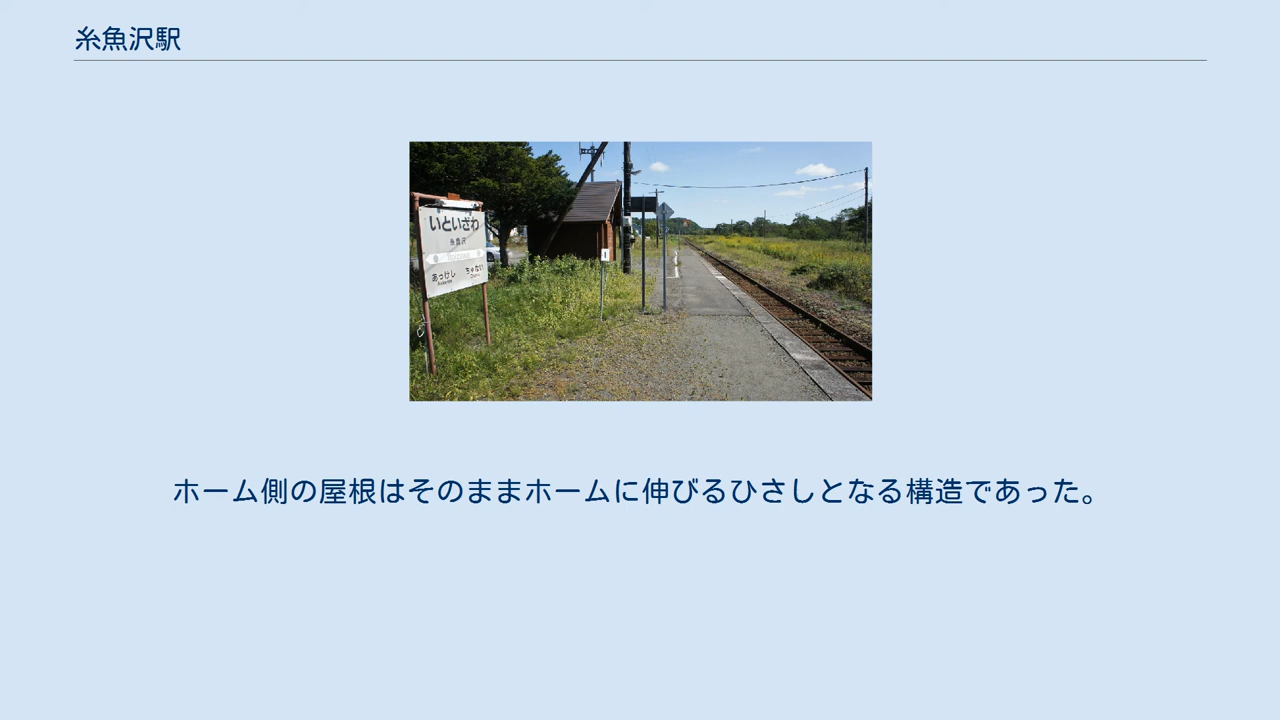 糸魚沢駅
いといざわ
糸魚沢
あっけし ちゃない
ホーム側の屋根はそのままホームに伸びるひさしとなる構造であった。